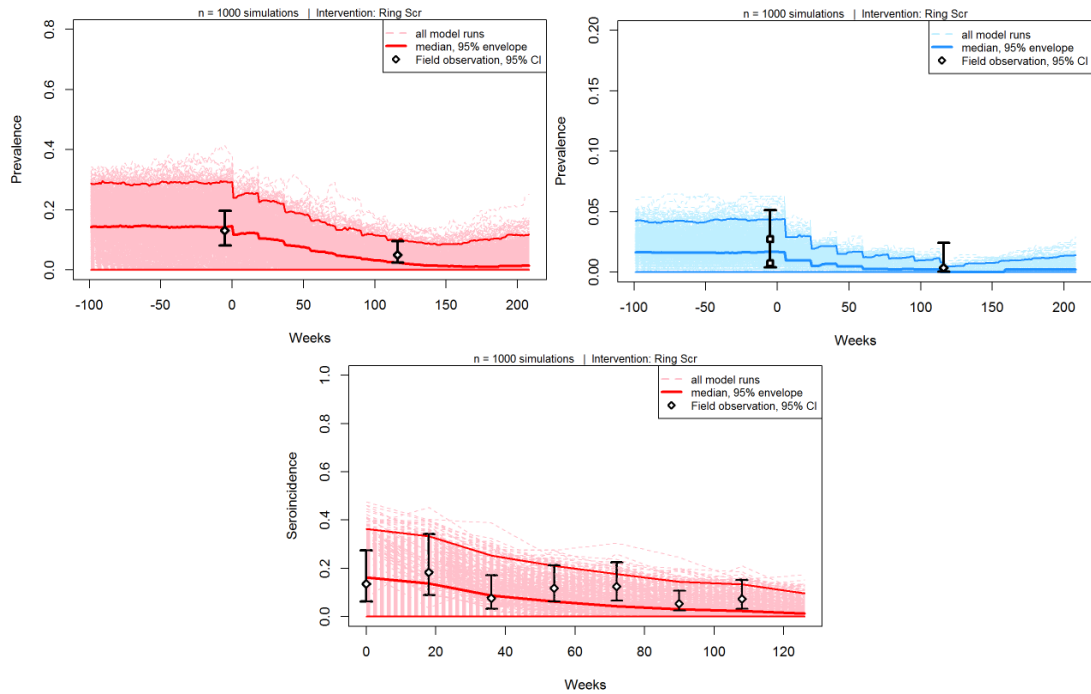 n = 1000 simulations | Intervention: Ring Scr
all model runs
median, 95% envelope
Field observation, 95% CI
Prevalence
0.8
0.6
0.4
0.2
0.0
-100 -50 0 50 100 150 200
Weeks
n = 1000 simulations | Intervention: Ring Scr
all model runs
median, 95% envelope
Field observation, 95% CI
Prevalence
0.20
0.15
0.10
0.05
0.00
-100 -50 0 50 100 150 200
Weeks
n = 1000 simulations | Intervention: Ring Scr
all model runs
median, 95% envelope
Field observation, 95% CI
Seroincidence
1.0
0.8
0.6
0.4
0.2
0.0
0 20 40 60 80 100 120
Weeks